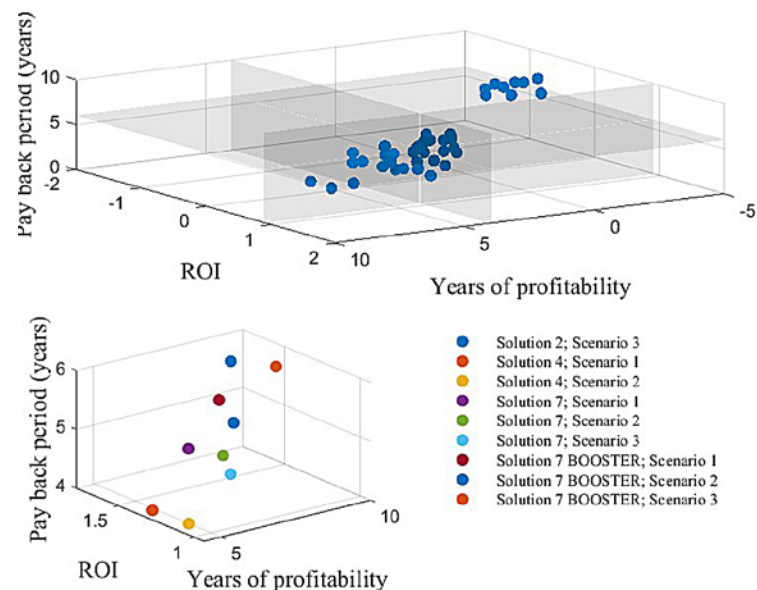 Pay back period (years)
10
5
0
-2
-1
0
1
2
ROI
10
5
0
-5
Years of profitability
Pay back period (years)
6
5
4
1.5
1
ROI
5
10
Years of profitability
Solution 2; Scenario 3
Solution 4; Scenario 1
Solution 4; Scenario 2
Solution 7; Scenario 1
Solution 7; Scenario 2
Solution 7; Scenario 3
Solution 7 BOOSTER; Scenario 1
Solution 7 BOOSTER; Scenario 2
Solution 7 BOOSTER; Scenario 3